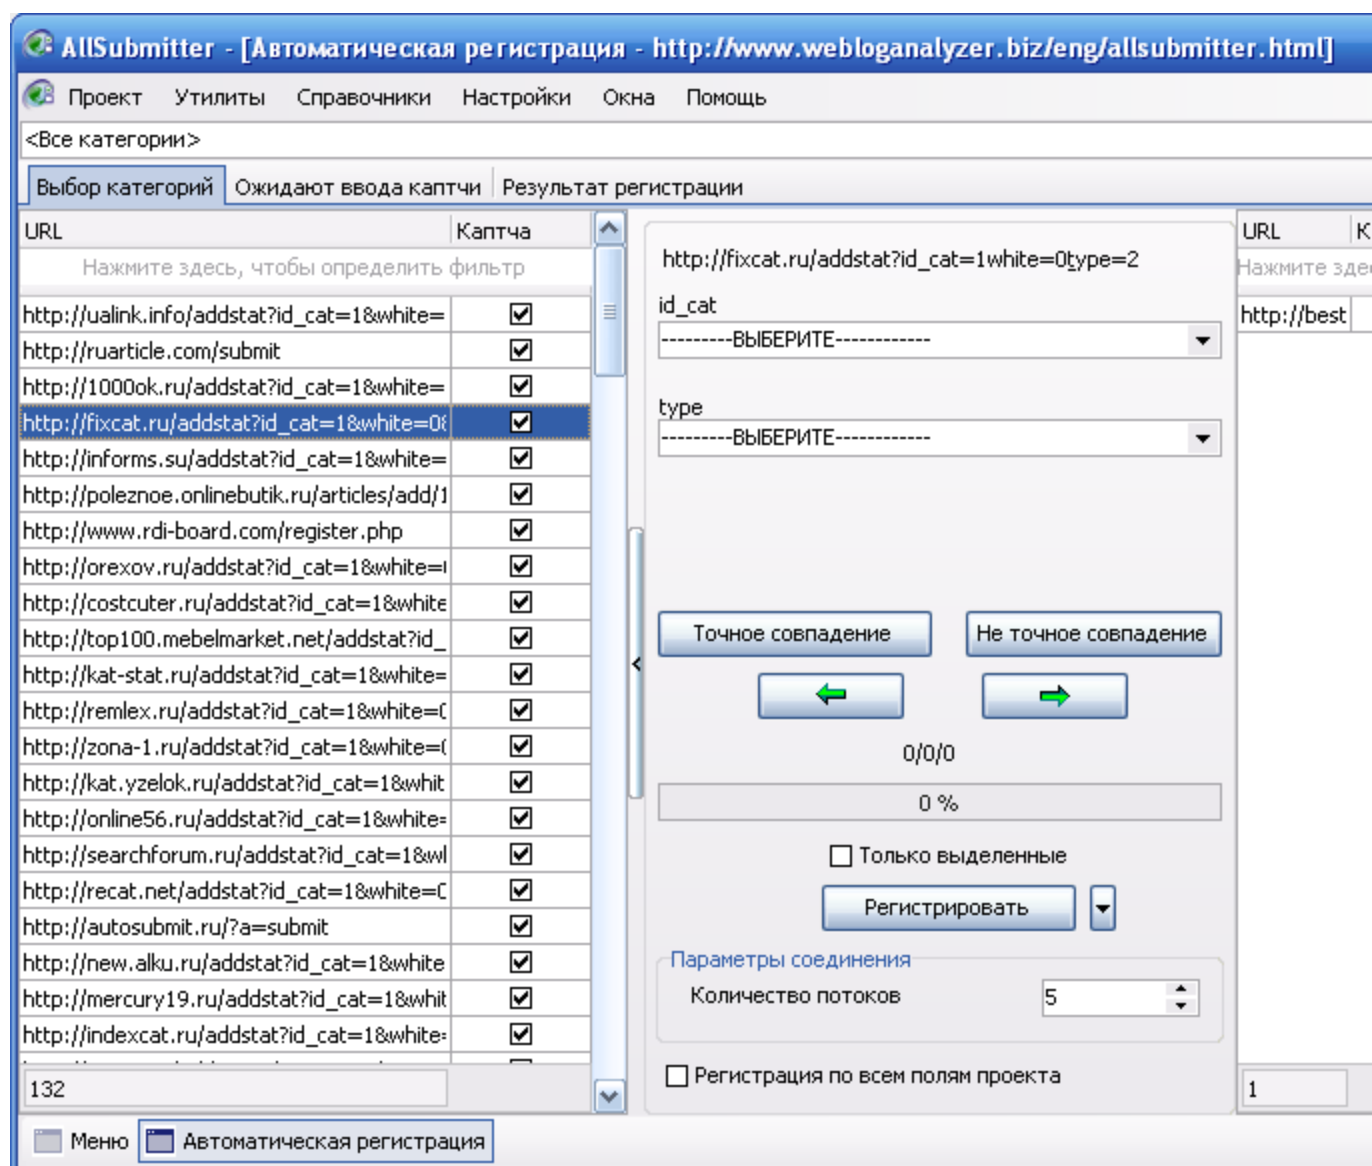 AllSubmitter - [Автоматическая регистрация - http://www.webloganalyzer.biz/eng/allsubmitter.html]
Проект Утилиты Справочники Настройки Окна Помощь
<Все категории>
Выбор категорий Ожидают ввода каптчи Результат регистрации
URL Каптча
Нажмите здесь, чтобы определить фильтр
http://ualink.info/addstat?id_cat=1&white=
http://ruarticle.com/submit
http://1000ok.ru/addstat?id_cat=1&white=
http://fixcat.ru/addstat?id_cat=1&white=0&
http://informs.su/addstat?id_cat=1&white=
http://poleznoe.onlinebutik.ru/articles/add/1
http://www.rdi-board.com/register.php
http://orexov.ru/addstat?id_cat=1&white=
http://costcuter.ru/addstat?id_cat=1&white
http://top100.mebelmarket.net/addstat?id_
http://kat-stat.ru/addstat?id_cat=1&white=
http://remlex.ru/addstat?id_cat=1&white=0
http://zona-1.ru/addstat?id_cat=1&white=0
http://kat.yzelok.ru/addstat?id_cat=1&whit
http://online56.ru/addstat?id_cat=1&white=
http://searchforum.ru/addstat?id_cat=1&wl
http://recat.net/addstat?id_cat=1&white=0
http://autosubmit.ru/?a=submit
http://new.alku.ru/addstat?id_cat=1&white
http://mercury19.ru/addstat?id_cat=1&whit
http://indexcat.ru/addstat?id_cat=1&white=
132
http://fixcat.ru/addstat?id_cat=1white=0type=2
id_cat
---------ВЫБЕРИТЕ------------
type
---------ВЫБЕРИТЕ------------
Точное совпадение Не точное совпадение
0/0/0
0 %
Только выделенные
Регистрировать
Параметры соединения
Количество потоков 5
Регистрация по всем полям проекта
URL К
Нажмите здес
http://best
1
Меню Автоматическая регистрация